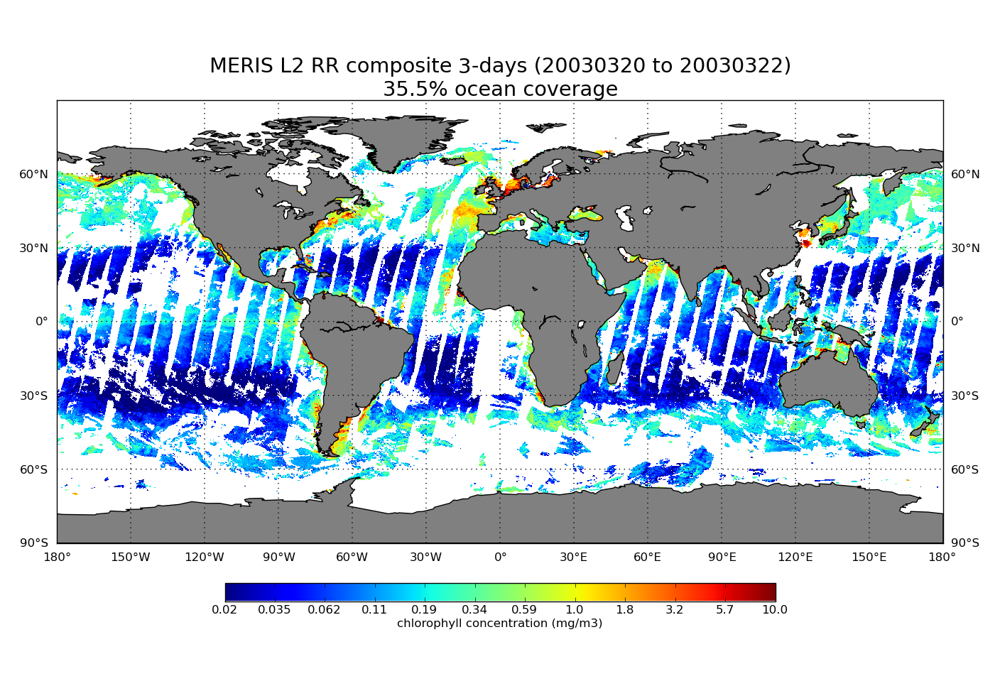 MERIS L2 RR composite 3-days (20030320 to 20030322)
35.5% ocean coverage
60°N 60°N
30°N 30°N
0° 0°
30°S 30°S
60°S 60°S
90°S 90°S
180° 150°W 120°W 90°W 60°W 30°W 0° 30°E 60°E 90°E 120°E 150°E 180°
0.02 0.035 0.062 0.11 0.19 0.34 0.59 1.0 1.8 3.2 5.7 10.0
chlorophyll concentration (mg/m3)